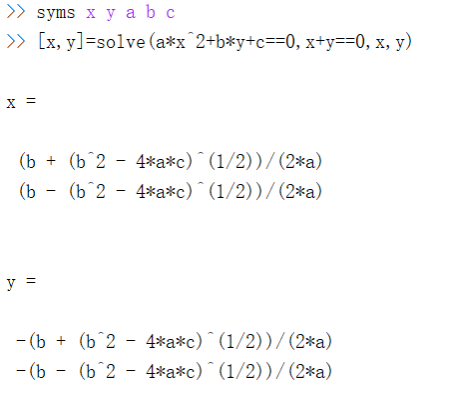 >> syms x y a b c
>> [x, y]=solve(a*x^2+b*y+c==0, x+y==0, x, y)
x =
(b + (b^2 - 4*a*c)^(1/2))/(2*a)
(b - (b^2 - 4*a*c)^(1/2))/(2*a)
y =
-(b + (b^2 - 4*a*c)^(1/2))/(2*a)
-(b - (b^2 - 4*a*c)^(1/2))/(2*a)